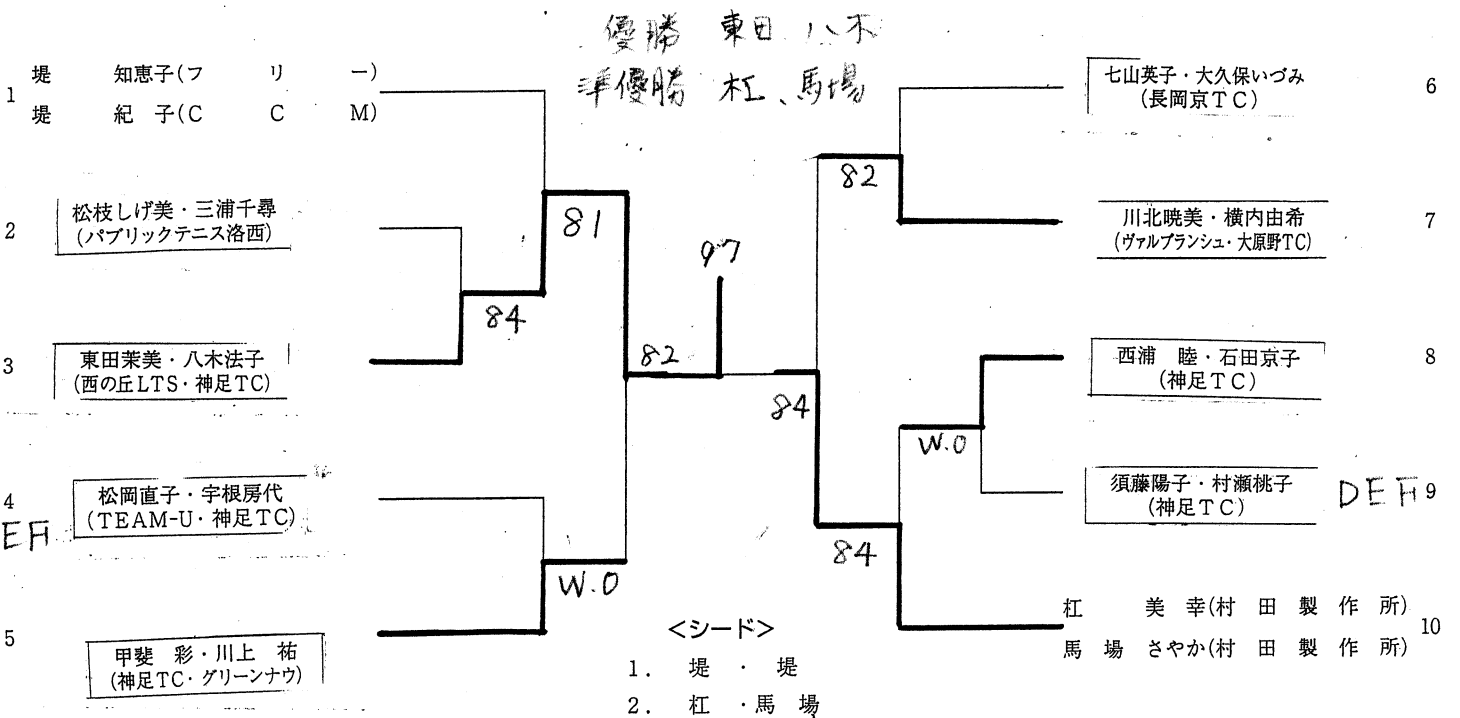 優勝 東田 八木
準優勝 杠、馬場
1
堤 知恵子(フリー)
堤 紀子(CCM)
2
松枝しげ美・三浦千尋
(パブリックテニス洛西)
3
東田茉美・八木法子
(西の丘LTS・神足TC)
4
松岡直子・宇根房代
(TEAM-U・神足TC)
EF
5
甲斐 彩・川上 祐
(神足TC・グリーンナウ)
81
84
W.0
82
97
84
82
W.0
84
七山英子・大久保いづみ
(長岡京TC)
6
川北暁美・横内由希
(ヴァルブランシュ・大原野TC)
7
西浦 睦・石田京子
(神足TC)
8
須藤陽子・村瀬桃子
(神足TC)
DEF 9
杠 美幸(村田製作所)
馬場 さやか(村田製作所)
10
<シード>
1. 堤・堤
2. 杠・馬場